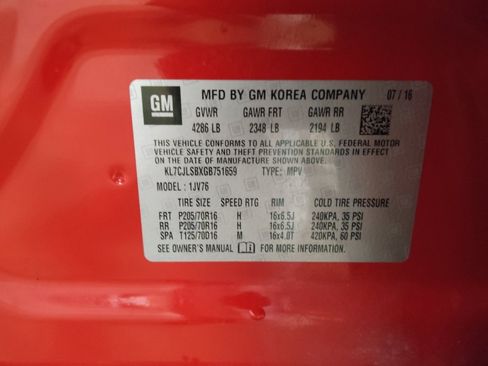 GM
MFD BY GM KOREA COMPANY 07 / 16
GVWR GAWR FRT GAWR RR
4286 LB 2348 LB 2194 LB
THIS VEHICLE CONFORMS TO ALL APPLICABLE U.S. FEDERAL MOTOR
VEHICLE SAFETY AND THEFT PREVENTION STANDARDS IN EFFECT ON
THE DATE OF MANUFACTURE SHOWN ABOVE.
KL7CJLSBXGB751659 TYPE: MPV
MODEL: 1JV76
TIRE SIZE SPEED RTG RIM COLD TIRE PRESSURE
FRT P205/70R16 H 16x6.5J 240KPA, 35 PSI
RR P205/70R16 H 16x6.5J 240KPA, 35 PSI
SPA T125/70D16 M 16x4.0T 420KPA, 60 PSI
SEE OWNER'S MANUAL FOR MORE INFORMATION